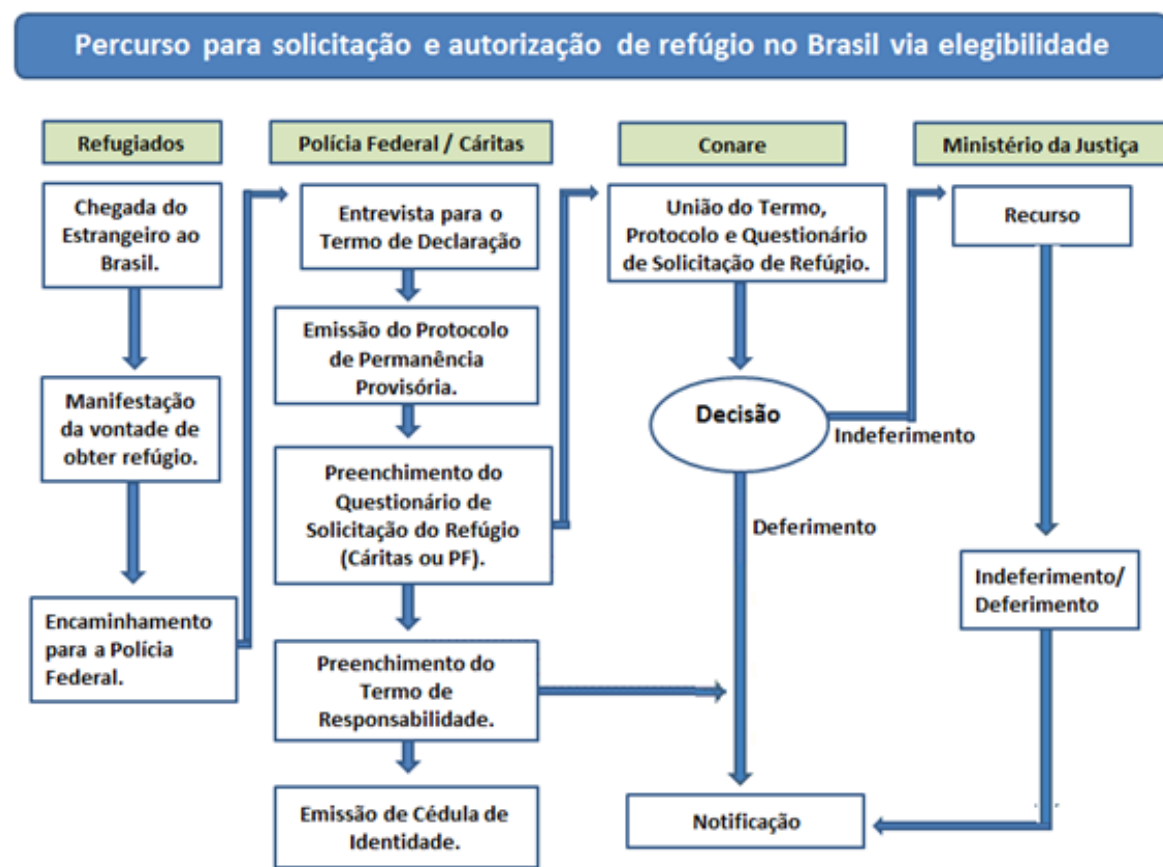 Percurso para solicitação e autorização de refúgio no Brasil via elegibilidade
Refugiados
Chegada do
Estrangeiro ao
Brasil.
Manifestação
da vontade de
obter refúgio.
Encaminhamento
para a Polícia
Federal.
Polícia Federal / Cáritas
Entrevista para o
Termo de Declaração
Emissão do Protocolo
de Permanência
Provisória.
Preenchimento do
Questionário de
Solicitação do Refúgio
(Cáritas ou PF).
Preenchimento do
Termo de
Responsabilidade.
Emissão de Cédula de
Identidade.
Conare
União do Termo,
Protocolo e Questionário
de Solicitação de Refúgio.
Decisão
Indeferimento
Deferimento
Notificação
Ministério da Justiça
Recurso
Indeferimento/
Deferimento